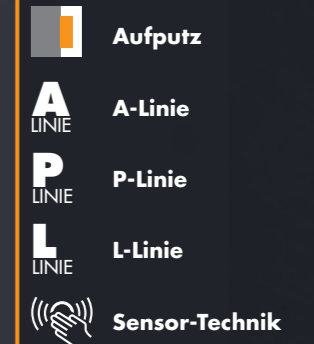 Aufputz
A
LINIE
A-Linie
P
LINIE
P-Linie
L
LINIE
L-Linie
Sensor-Technik